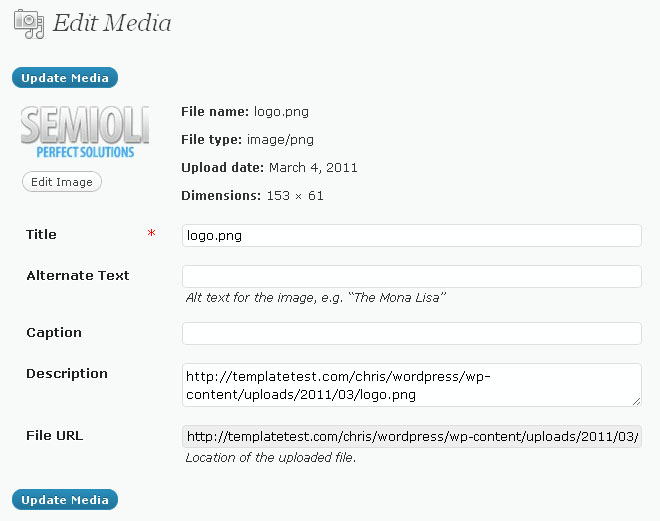 Edit Media
Update Media
SEMIOLI
PERFECT SOLUTIONS
Edit Image
File name: logo.png
File type: image/png
Upload date: March 4, 2011
Dimensions: 153 × 61
Title *
logo.png
Alternate Text
Alt text for the image, e.g. “The Mona Lisa”
Caption
Description
http://templatetest.com/chris/wordpress/wp-
content/uploads/2011/03/logo.png
File URL
http://templatetest.com/chris/wordpress/wp-content/uploads/2011/03/
Location of the uploaded file.
Update Media